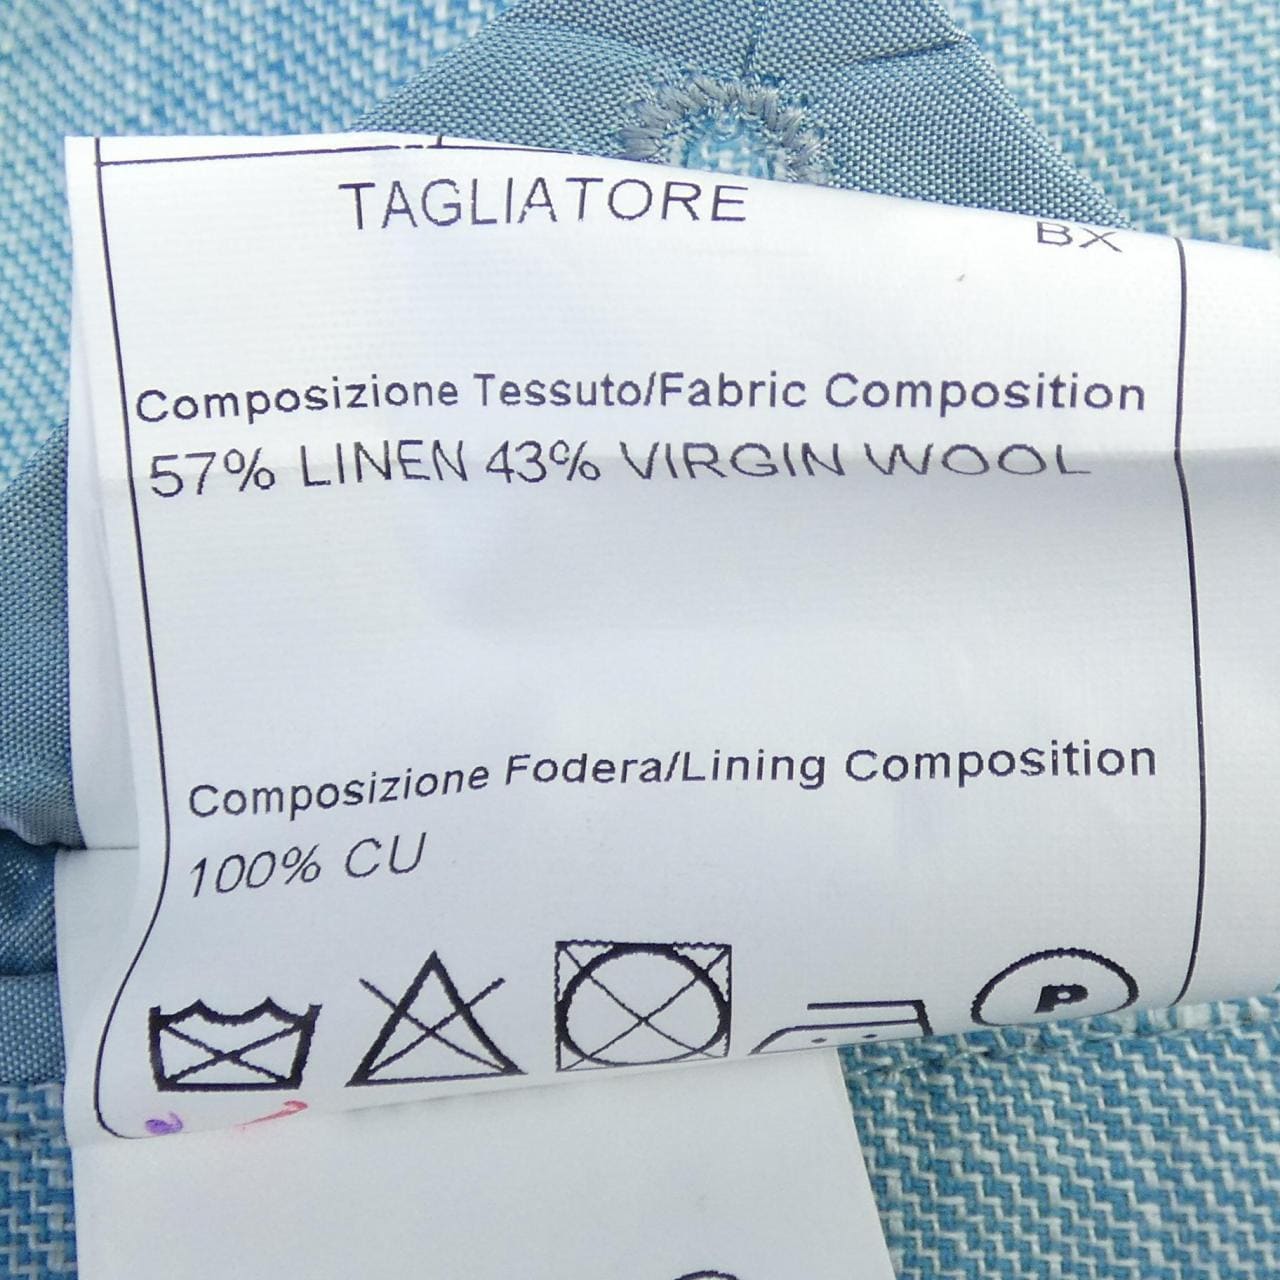 TAGLIATORE
BX
Composizione Tessuto/Fabric Composition
57% LINEN 43% VIRGIN WOOL
Composizione Fodera/Lining Composition
100% CU
P